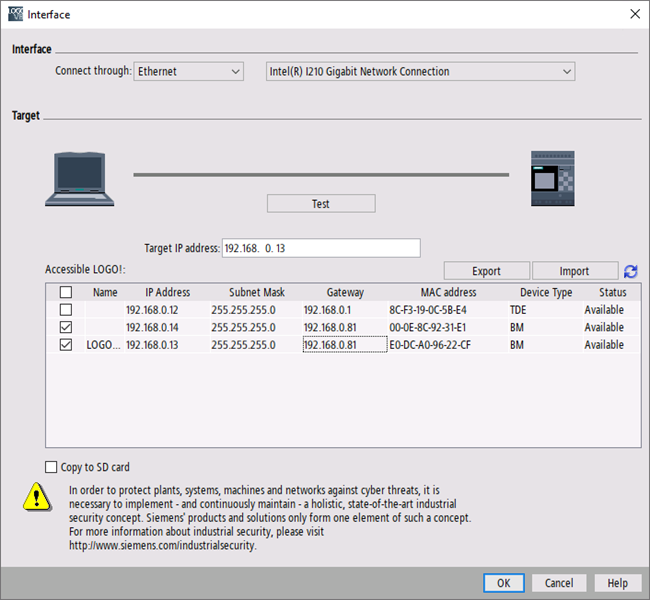 Interface
Interface
Connect through: Ethernet Intel(R) I210 Gigabit Network Connection
Target
Test
Target IP address: 192.168. 0. 13
Accessible LOGO!: Export Import
Name IP Address Subnet Mask Gateway MAC address Device Type Status
192.168.0.12 255.255.255.0 192.168.0.1 8C-F3-19-0C-5B-E4 TDE Available
192.168.0.14 255.255.255.0 192.168.0.81 00-0E-8C-92-31-E1 BM Available
LOGO... 192.168.0.13 255.255.255.0 192.168.0.81 E0-DC-A0-96-22-CF BM Available
Copy to SD card
In order to protect plants, systems, machines and networks against cyber threats, it is
necessary to implement - and continuously maintain - a holistic, state-of-the-art industrial
security concept. Siemens' products and solutions only form one element of such a concept.
For more information about industrial security, please visit
http://www.siemens.com/industrialsecurity.
OK Cancel Help